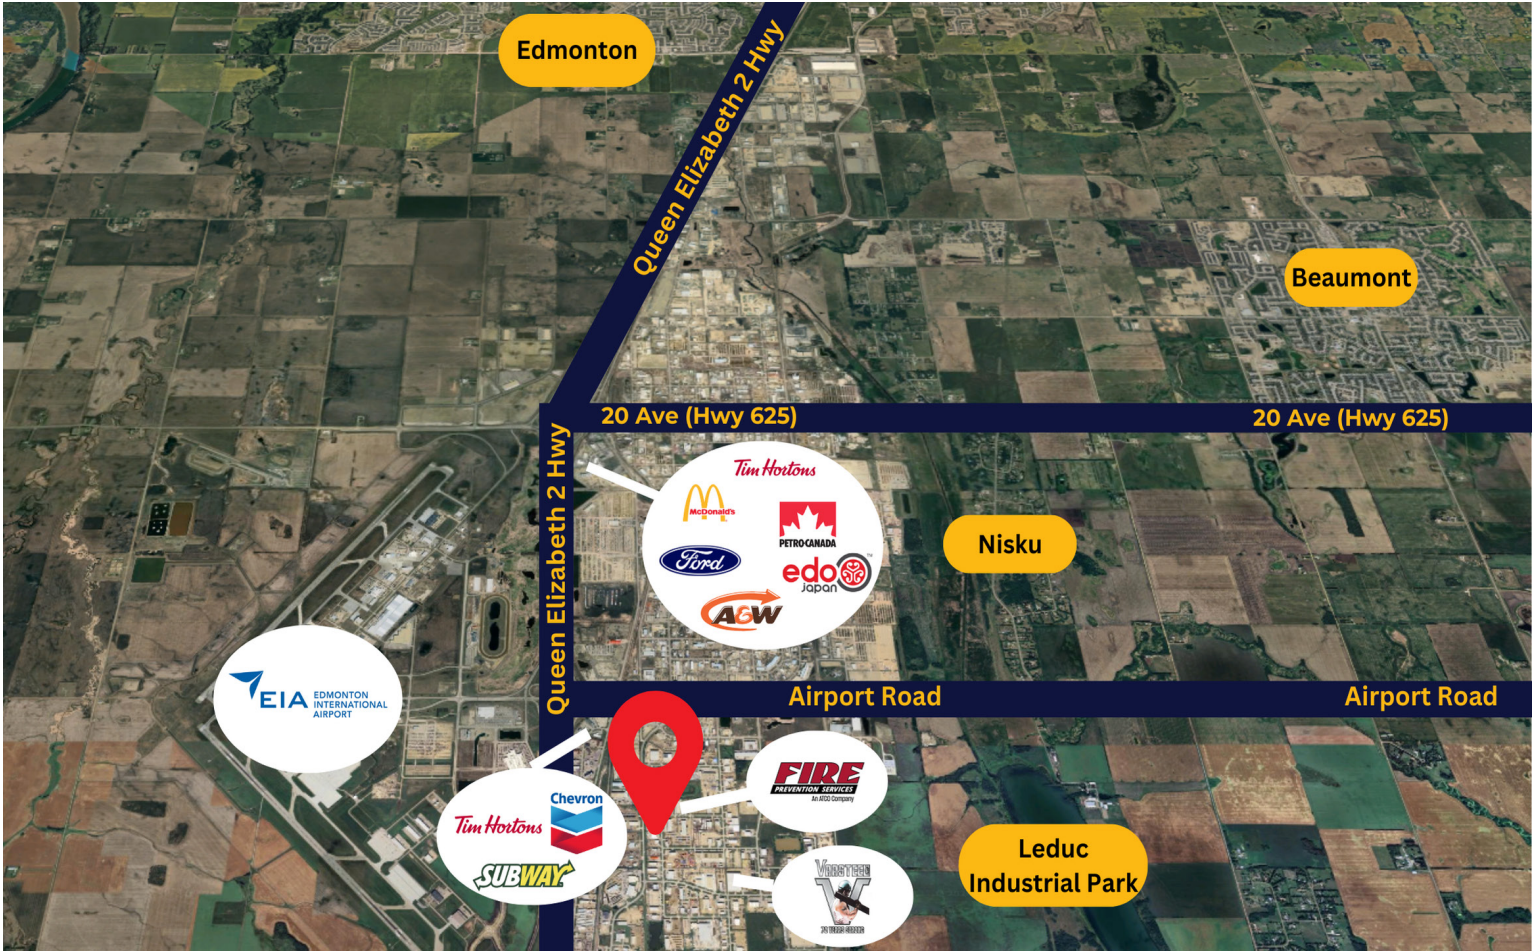 Edmonton
Queen Elizabeth 2 Hwy
Beaumont
20 Ave (Hwy 625)
20 Ave (Hwy 625)
Queen Elizabeth 2 Hwy
Tim Hortons
McDonald's
PETRO-CANADA
Ford
edo
japan
TM
A&W
Nisku
EIA
EDMONTON
INTERNATIONAL
AIRPORT
Airport Road
Airport Road
Chevron
Tim Hortons
SUBWAY
FIRE
PREVENTION SERVICES
An ATCO Company
Leduc
Industrial Park